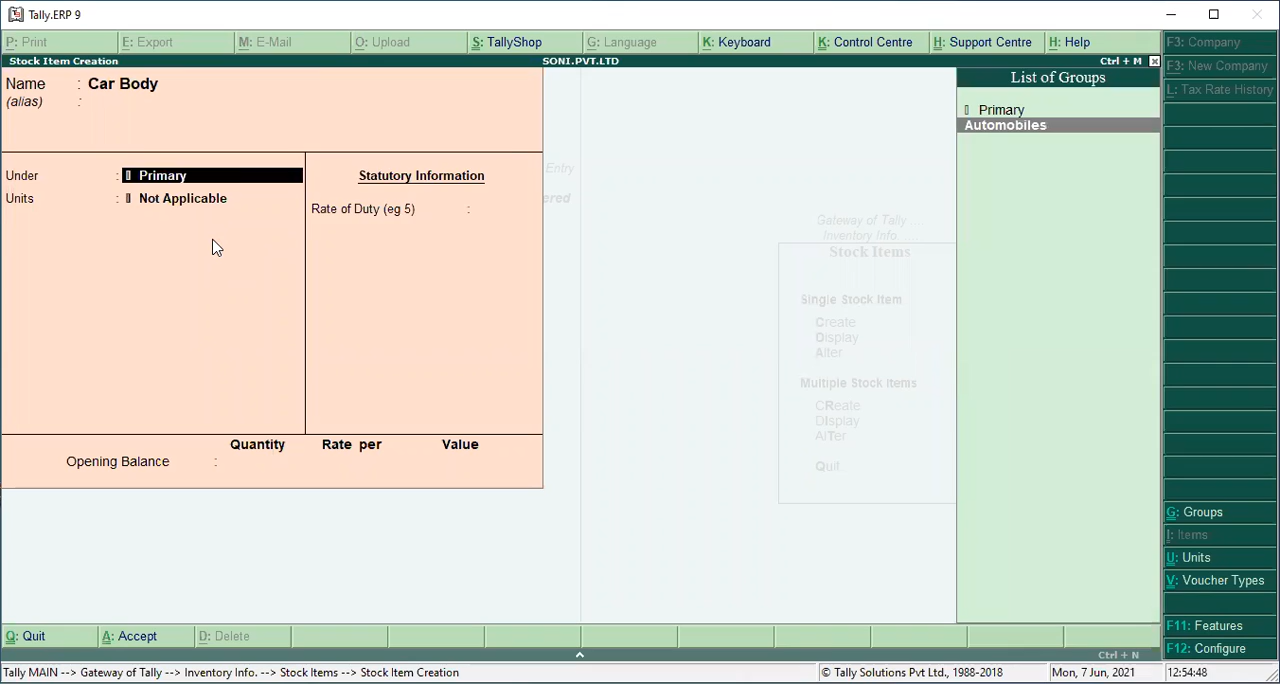 Tally.ERP 9
P: Print
E: Export
M: E-Mail
O: Upload
S: TallyShop
G: Language
K: Keyboard
K: Control Centre
H: Support Centre
H: Help
Stock Item Creation
SONI.PVT.LTD
Ctrl + M
Name : Car Body
(alias) :
Under : Primary
Units : Not Applicable
Statutory Information
Rate of Duty (eg 5) :
Quantity Rate per Value
Opening Balance :
Entry
ered
Gateway of Tally ...
Inventory Info. ...
Stock Items
Single Stock Item
Create
Display
Alter
Multiple Stock Items
CReate
DIsplay
AlTer
Quit
List of Groups
Primary
Automobiles
F3: Company
F3: New Company
L: Tax Rate History
G: Groups
I: Items
U: Units
V: Voucher Types
F11: Features
F12: Configure
Q: Quit
A: Accept
D: Delete
Ctrl + N
Tally MAIN --> Gateway of Tally --> Inventory Info. --> Stock Items --> Stock Item Creation
© Tally Solutions Pvt Ltd., 1988-2018
Mon, 7 Jun, 2021
12:54:48